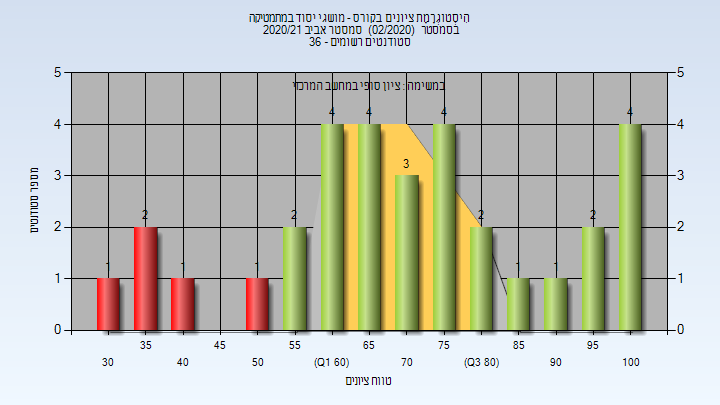 היסטוגרמת ציונים בקורס - מושגי יסוד במתמטיקה
בסמסטר (02/2020) סמסטר אביב 2020/21
סטודנטים רשומים - 36
במשימה : ציון סופי במחשב המרכזי
מספר סטודנטים
5 5
4 4
3 3
2 2
1 1
0 0
1 2 1 1 2 4 4 3 4 2 1 1 2 4
35 45 55 65 75 85 95
30 40 50 (Q1 60) 70 (Q3 80) 90 100
טווח ציונים